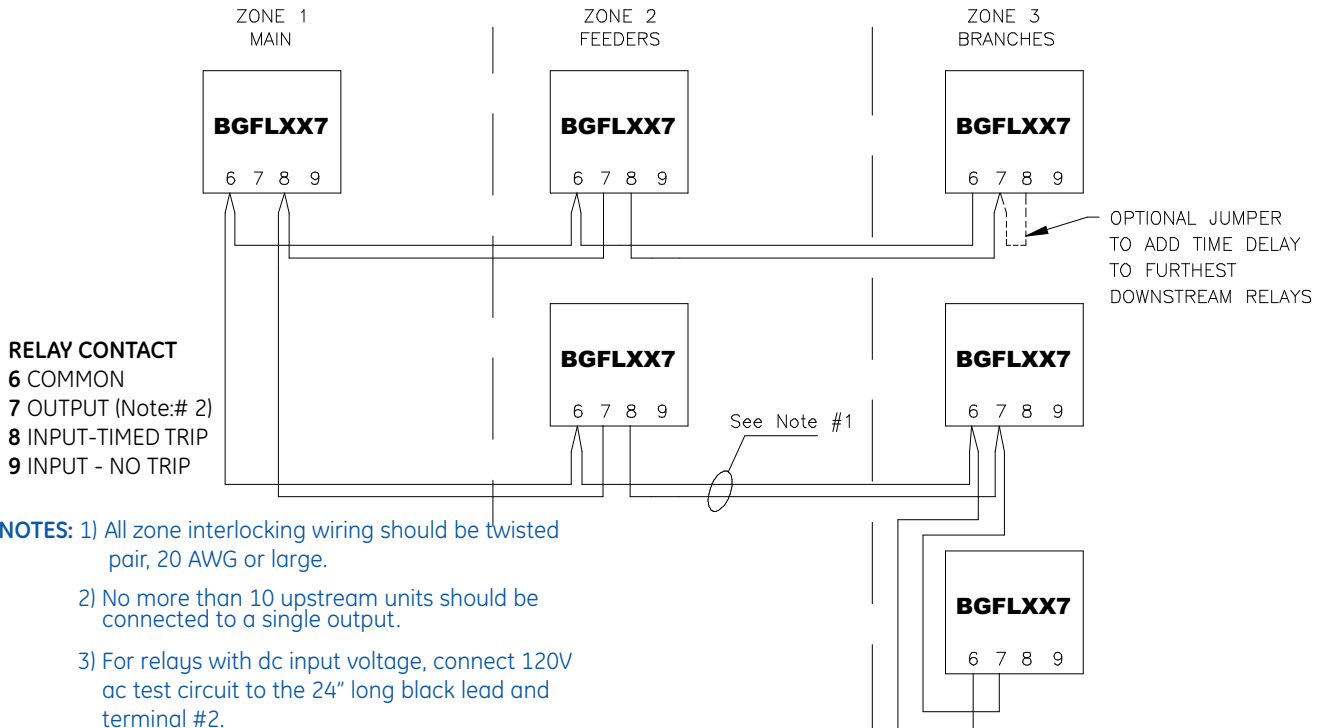 ZONE 1
MAIN
ZONE 2
FEEDERS
ZONE 3
BRANCHES
BGFLXX7
6 7 8 9
BGFLXX7
6 7 8 9
BGFLXX7
6 7 8 9
OPTIONAL JUMPER
TO ADD TIME DELAY
TO FURTHEST
DOWNSTREAM RELAYS
BGFLXX7
6 7 8 9
BGFLXX7
6 7 8 9
See Note #1
RELAY CONTACT
6 COMMON
7 OUTPUT (Note:# 2)
8 INPUT-TIMED TRIP
9 INPUT - NO TRIP
NOTES: 1) All zone interlocking wiring should be twisted
pair, 20 AWG or large.
2) No more than 10 upstream units should be
connected to a single output.
3) For relays with dc input voltage, connect 120V
ac test circuit to the 24” long black lead and
terminal #2.
BGFLXX7
6 7 8 9